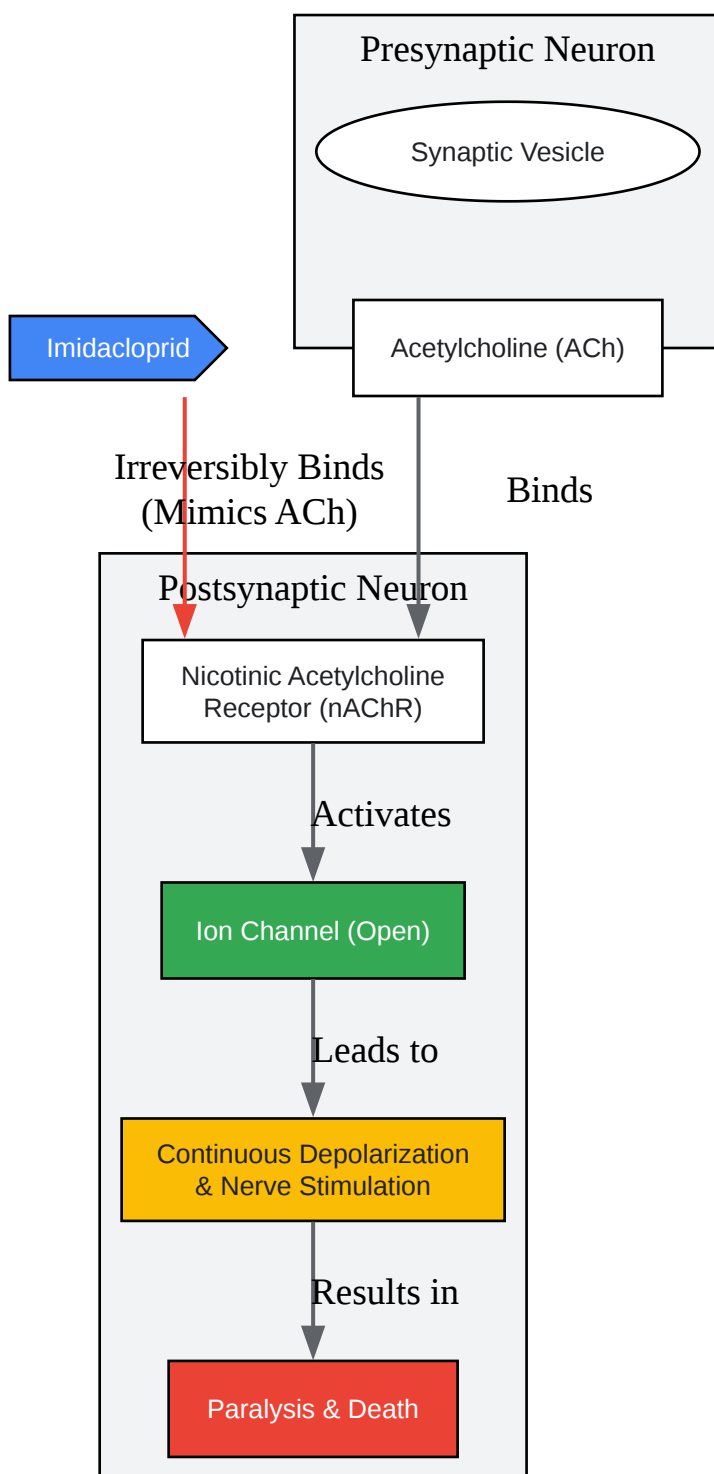 Presynaptic Neuron
Synaptic Vesicle
Imidacloprid
Acetylcholine (ACh)
Irreversibly Binds
(Mimics ACh)
Binds
Postsynaptic Neuron
Nicotinic Acetylcholine
Receptor (nAChR)
Activates
Ion Channel (Open)
Leads to
Continuous Depolarization
& Nerve Stimulation
Results in
Paralysis & Death